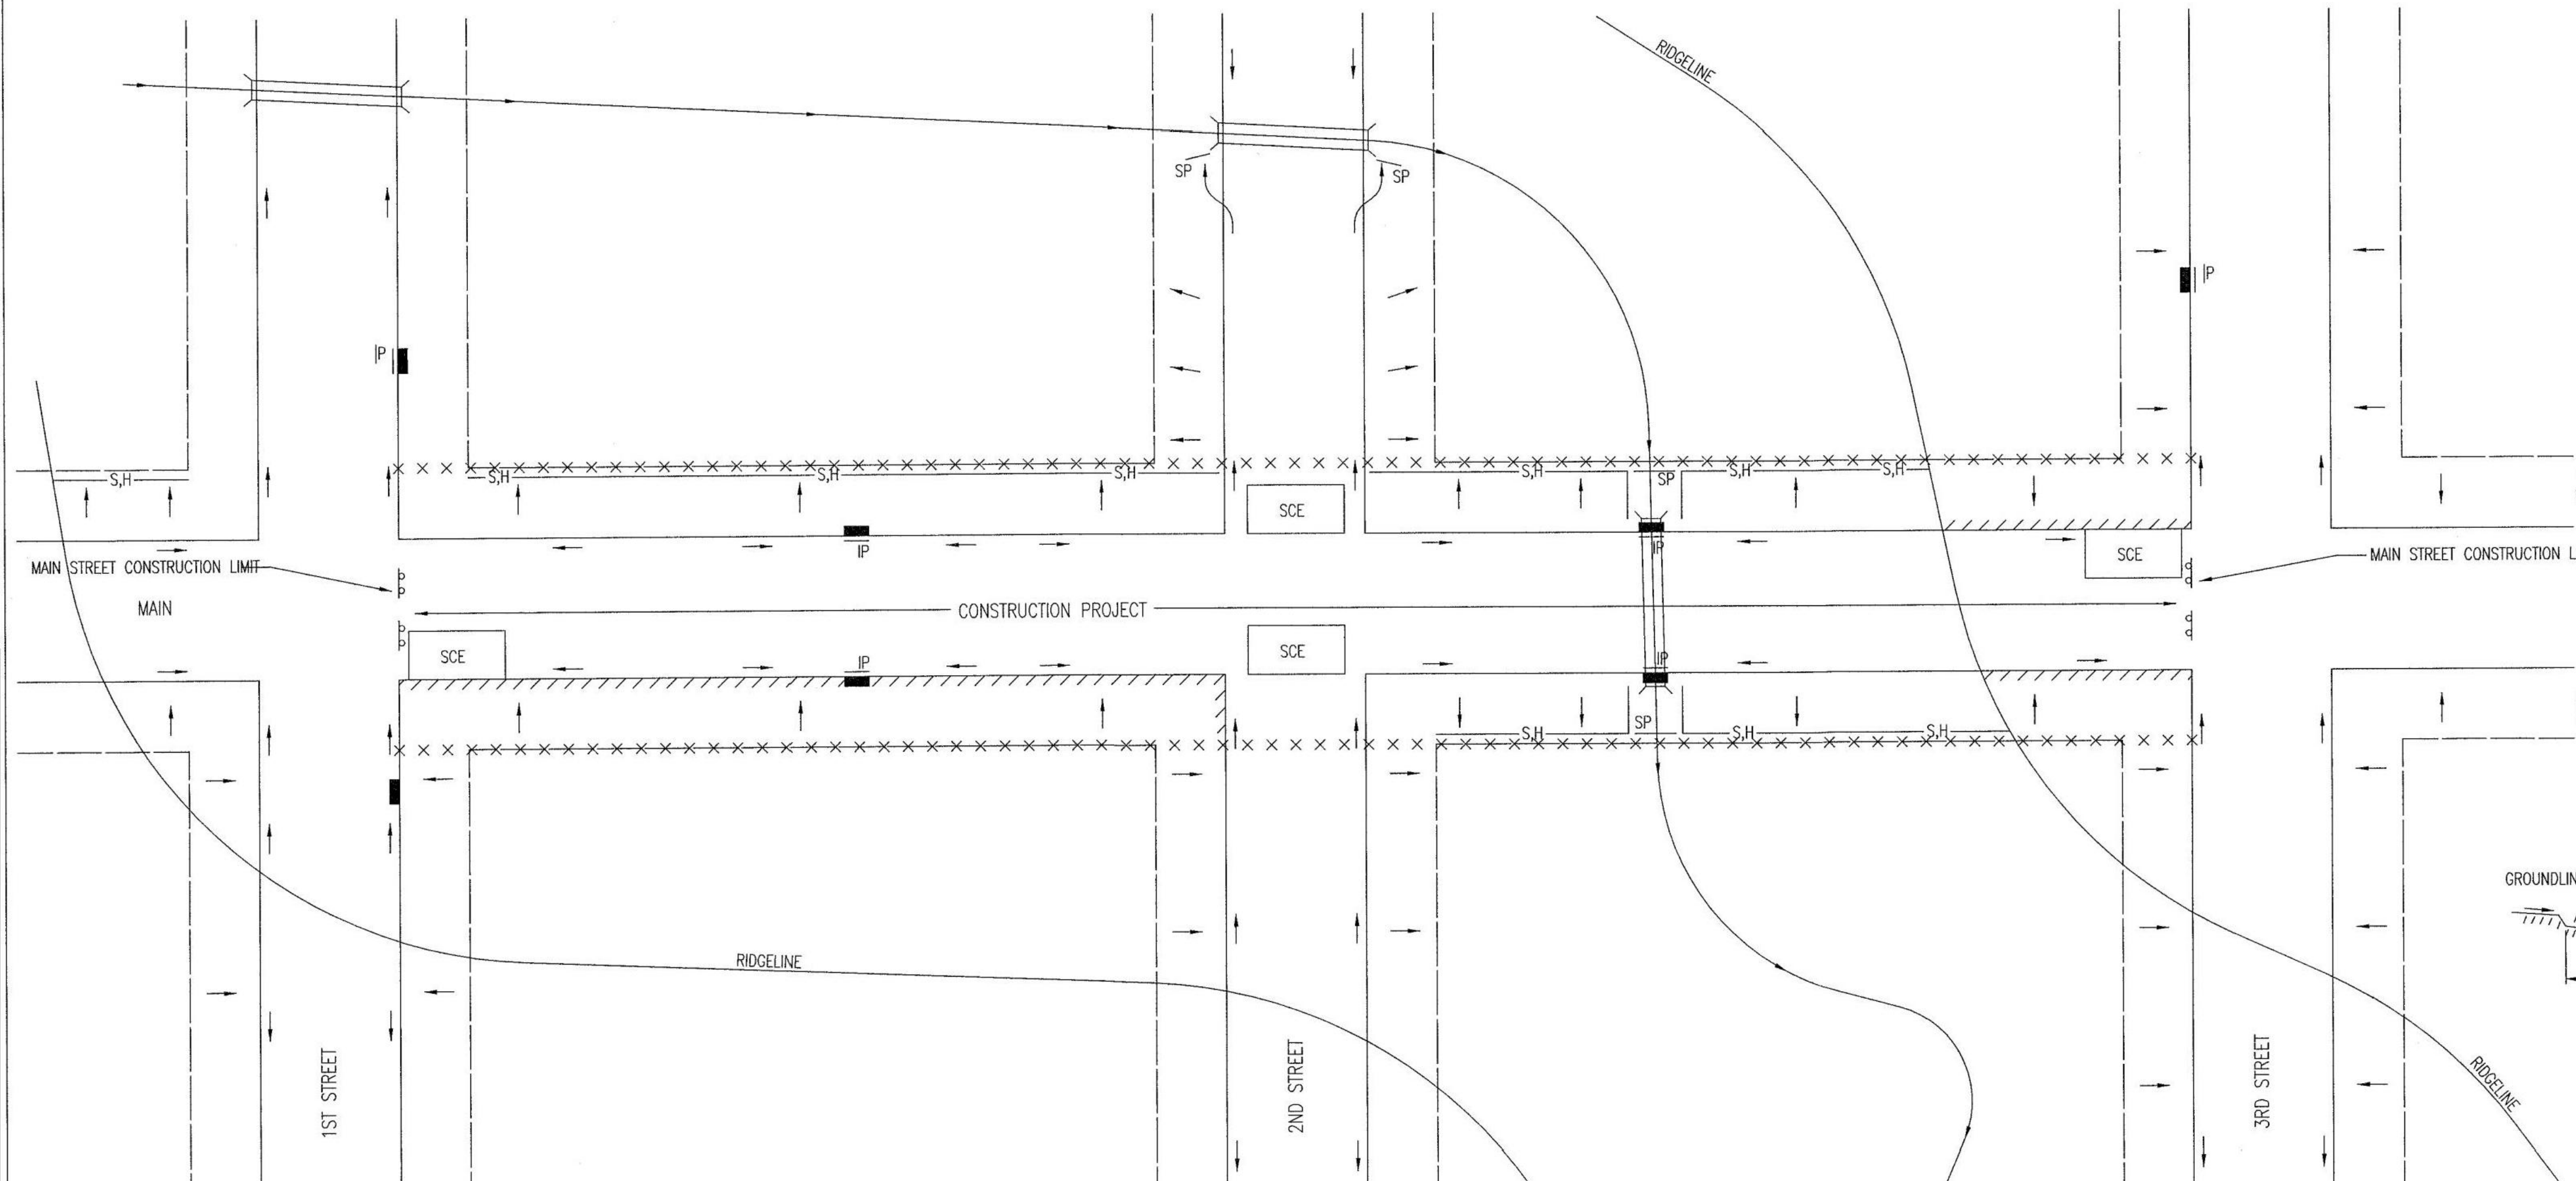 RIDGELINE
SP
SP
IP
IP
S,H
S,H
S,H
S,H
S,H
SP
S,H
S,H
SCE
IP
IP
SCE
MAIN STREET CONSTRUCTION LIMIT
MAIN STREET CONSTRUCTION L
MAIN
CONSTRUCTION PROJECT
SCE
IP
SCE
IP
S,H
SP
S,H
S,H
GROUNDLIN
RIDGELINE
1ST STREET
2ND STREET
3RD STREET
RIDGELINE